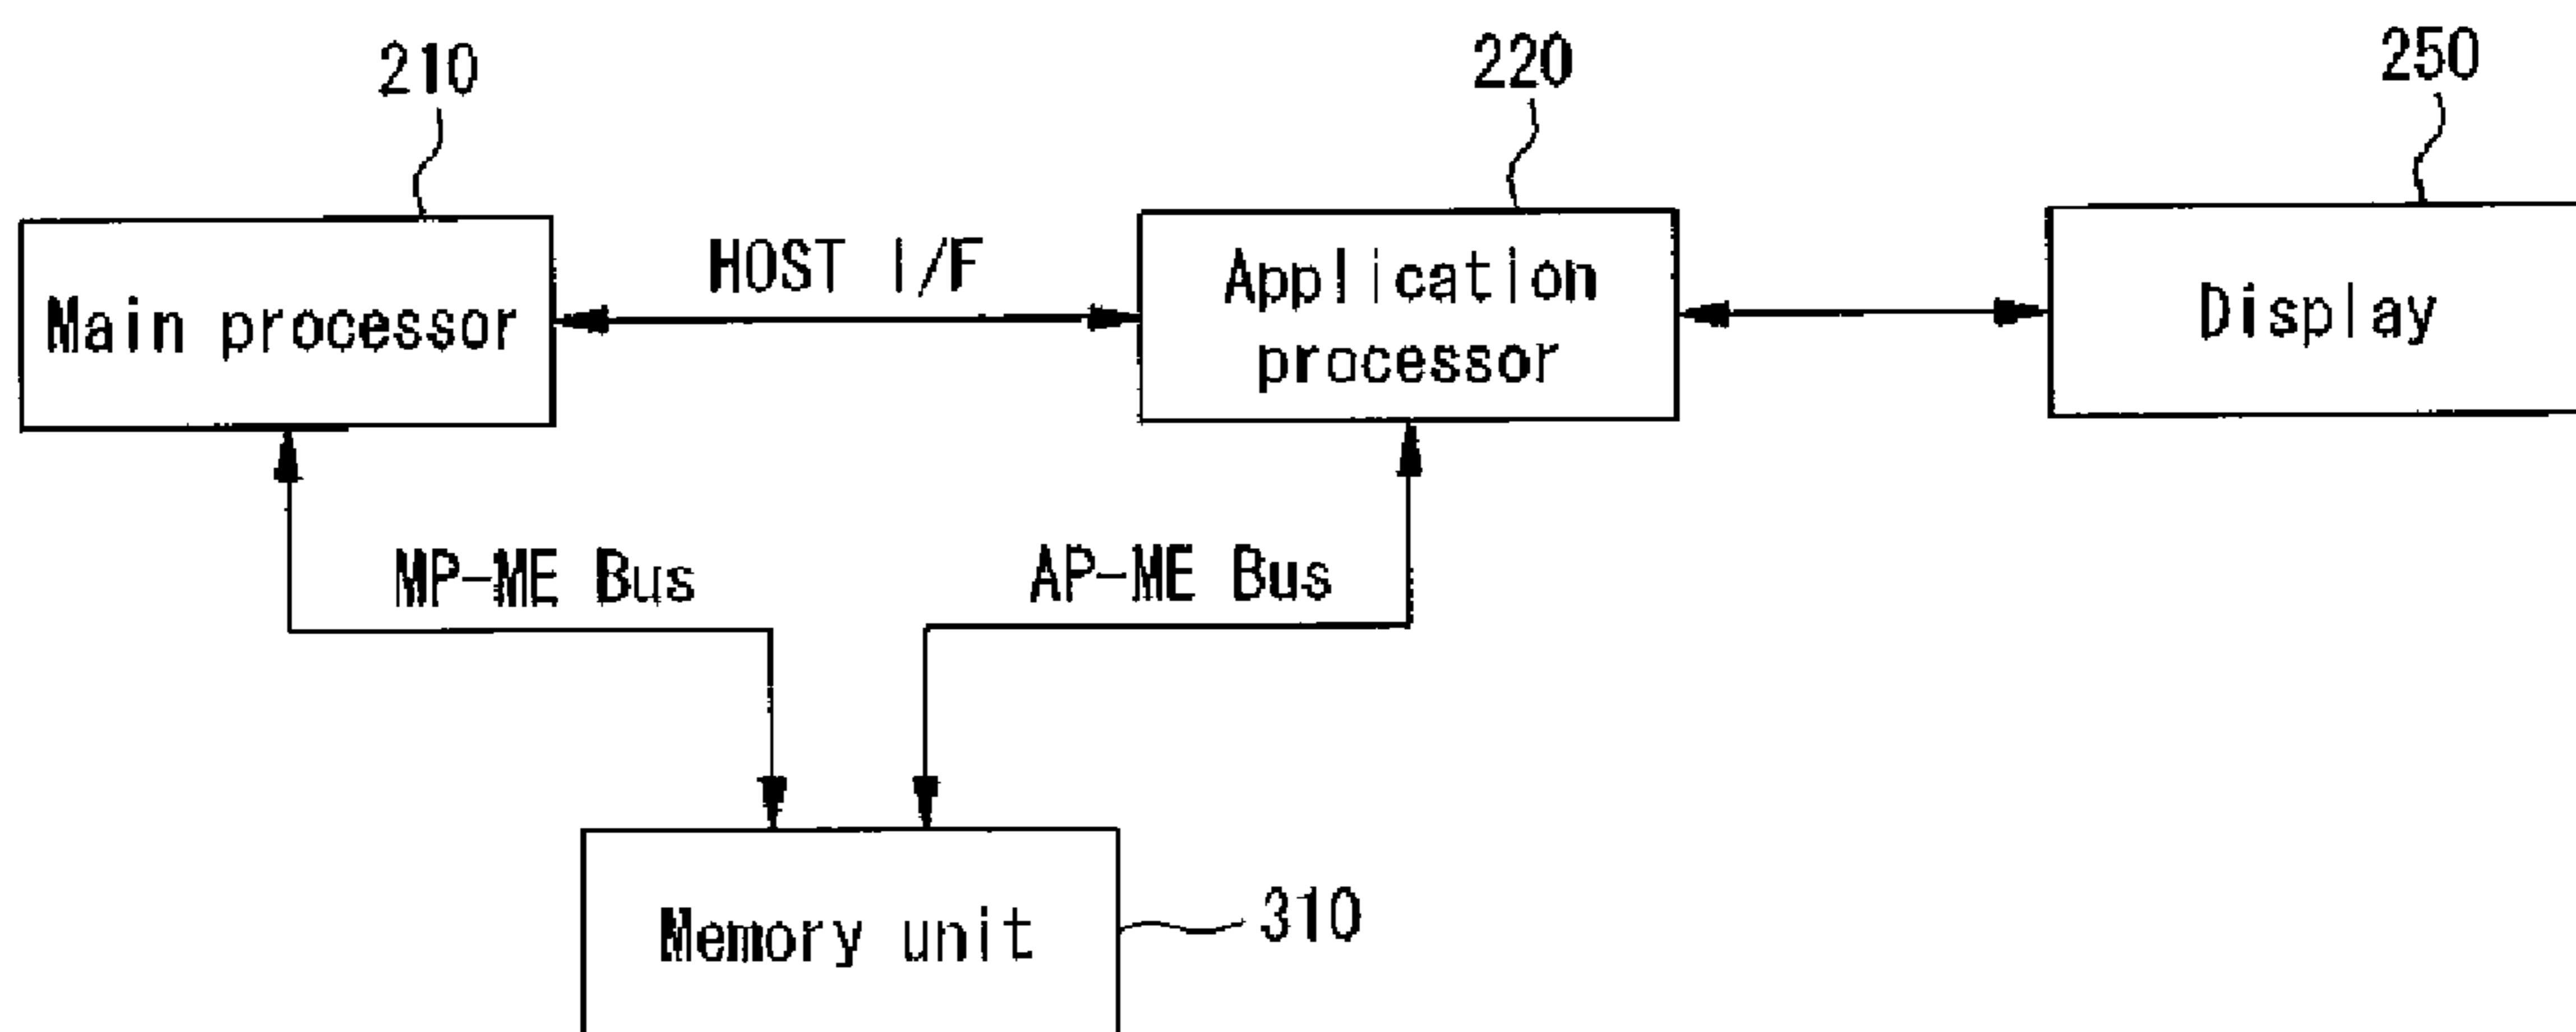 210
220
250
Main processor
HOST I/F
Application
processor
Display
MP-ME Bus
AP-ME Bus
Memory unit
310